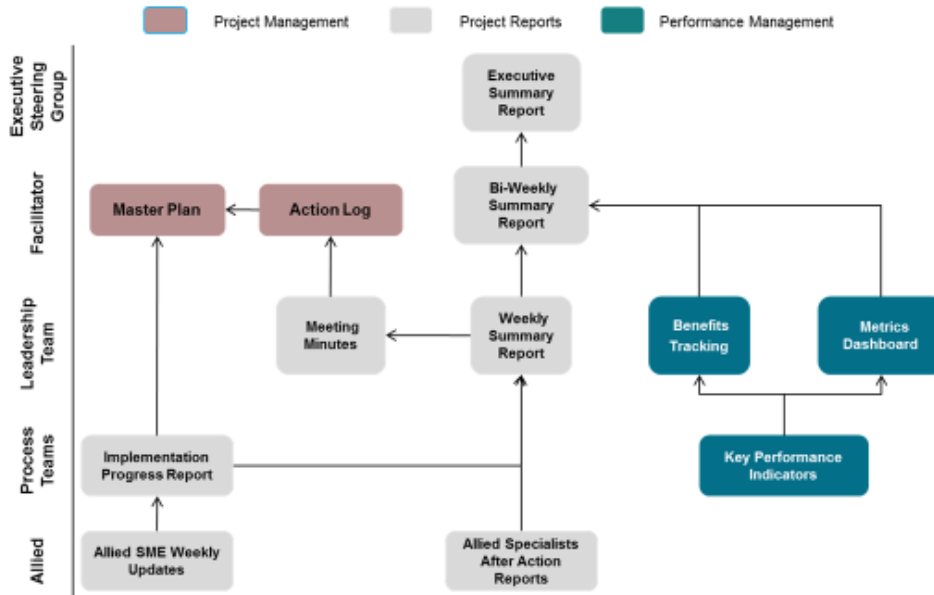 Project Management
Project Reports
Performance Management
Executive
Steering
Group
Executive
Summary
Report
Facilitator
Master Plan
Action Log
Bi-Weekly
Summary
Report
Leadership
Team
Meeting
Minutes
Weekly
Summary
Report
Benefits
Tracking
Metrics
Dashboard
Process
Teams
Implementation
Progress Report
Key Performance
Indicators
Allied
Allied SME Weekly
Updates
Allied Specialists
After Action
Reports